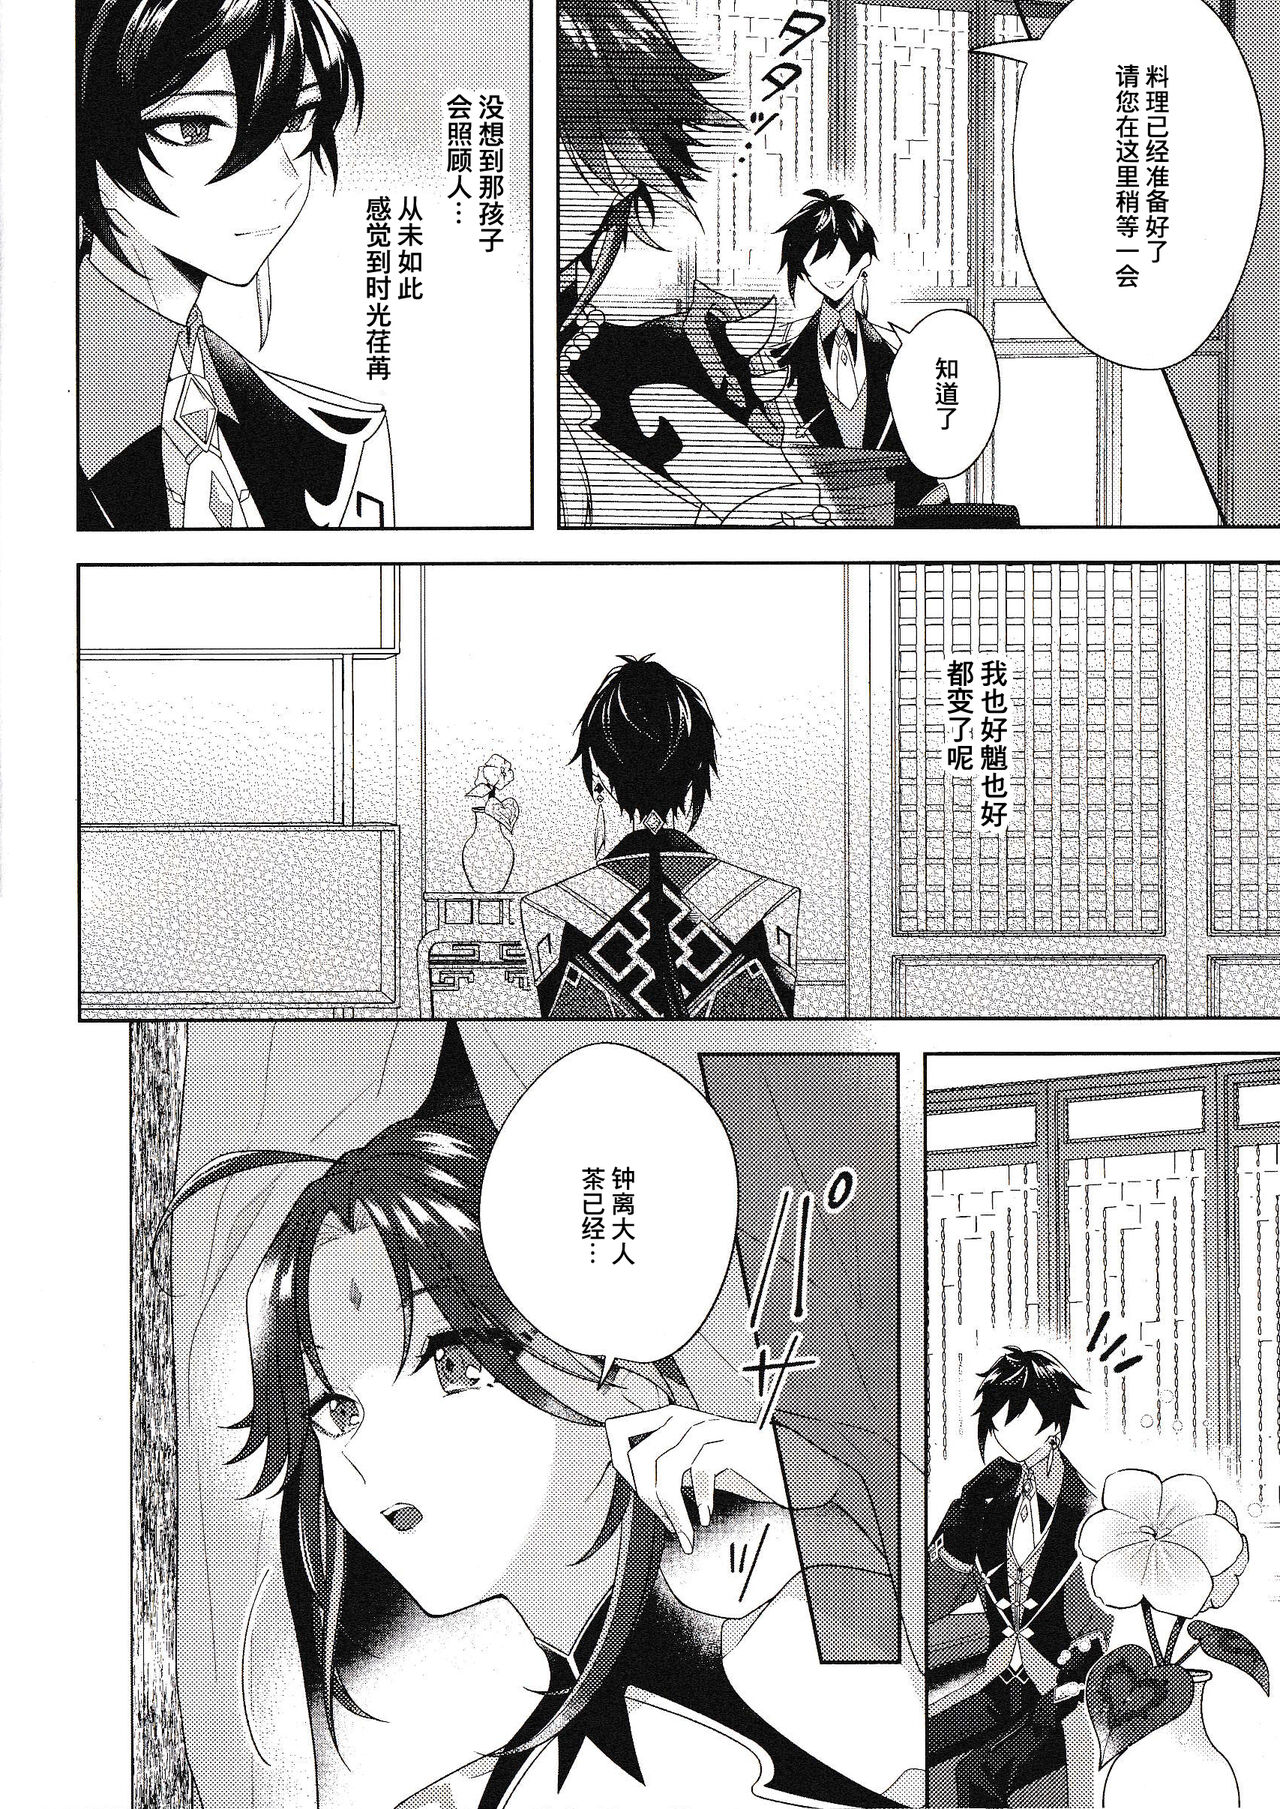 料理已经准备好了
请您在这里稍等一会
知道了
タタッ
没想到那孩子
会照顾人…
从未如此
感觉到时光荏苒
我也好魈也好
都变了呢
钟离大人
茶已经…